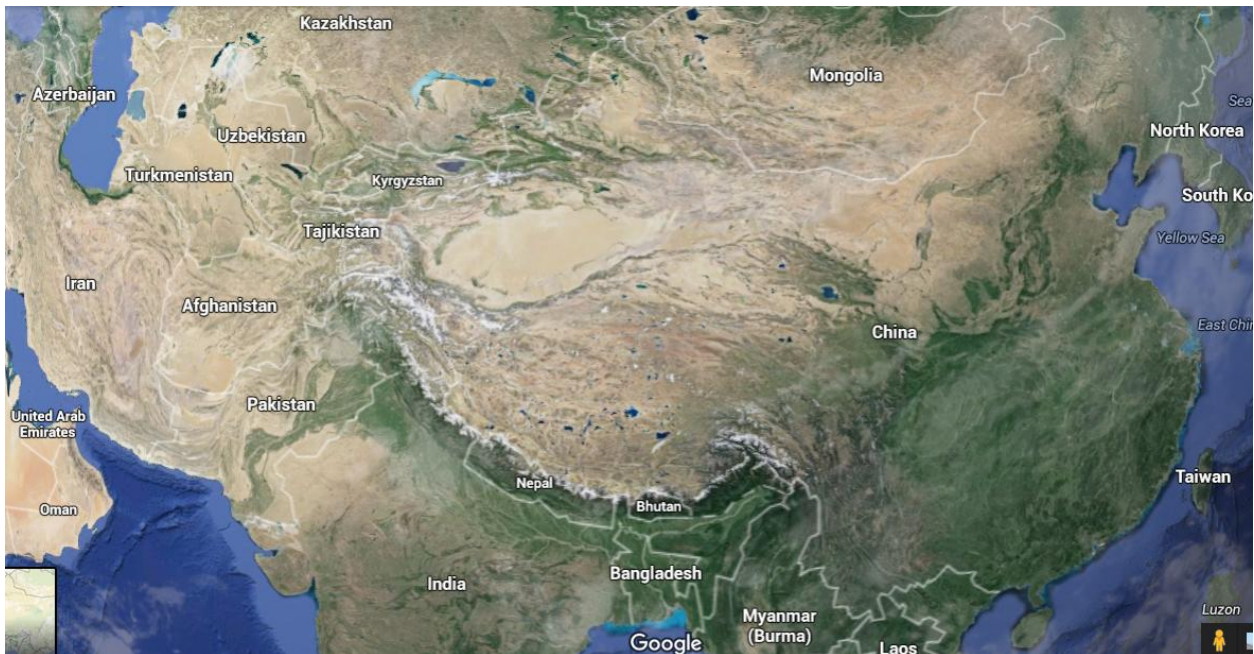 Kazakhstan
Mongolia
Azerbaijan
Sea
Uzbekistan
North Korea
Turkmenistan
Kyrgyzstan
South Ko
Tajikistan
Yellow Sea
Iran
Afghanistan
China
East Chin
Pakistan
United Arab
Emirates
Nepal
Taiwan
Oman
Bhutan
India
Bangladesh
Myanmar
(Burma)
Luzon
Google
Laos